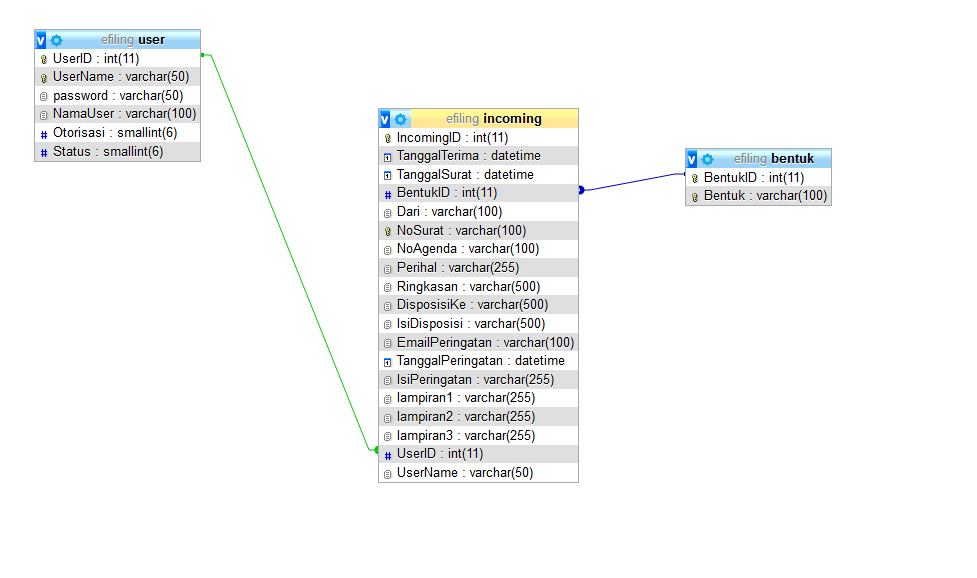 v efiling user
UserID : int(11)
UserName : varchar(50)
password : varchar(50)
NamaUser : varchar(100)
# Otorisasi : smallint(6)
# Status : smallint(6)
v efiling incoming
IncomingID : int(11)
TanggalTerima : datetime
TanggalSurat : datetime
# BentukID : int(11)
Dari : varchar(100)
NoSurat : varchar(100)
NoAgenda : varchar(100)
Perihal : varchar(255)
Ringkasan : varchar(500)
DisposisiKe : varchar(500)
IsiDisposisi : varchar(500)
EmailPeringatan : varchar(100)
TanggalPeringatan : datetime
IsiPeringatan : varchar(255)
lampiran1 : varchar(255)
lampiran2 : varchar(255)
lampiran3 : varchar(255)
# UserID : int(11)
UserName : varchar(50)
v efiling bentuk
BentukID : int(11)
Bentuk : varchar(100)